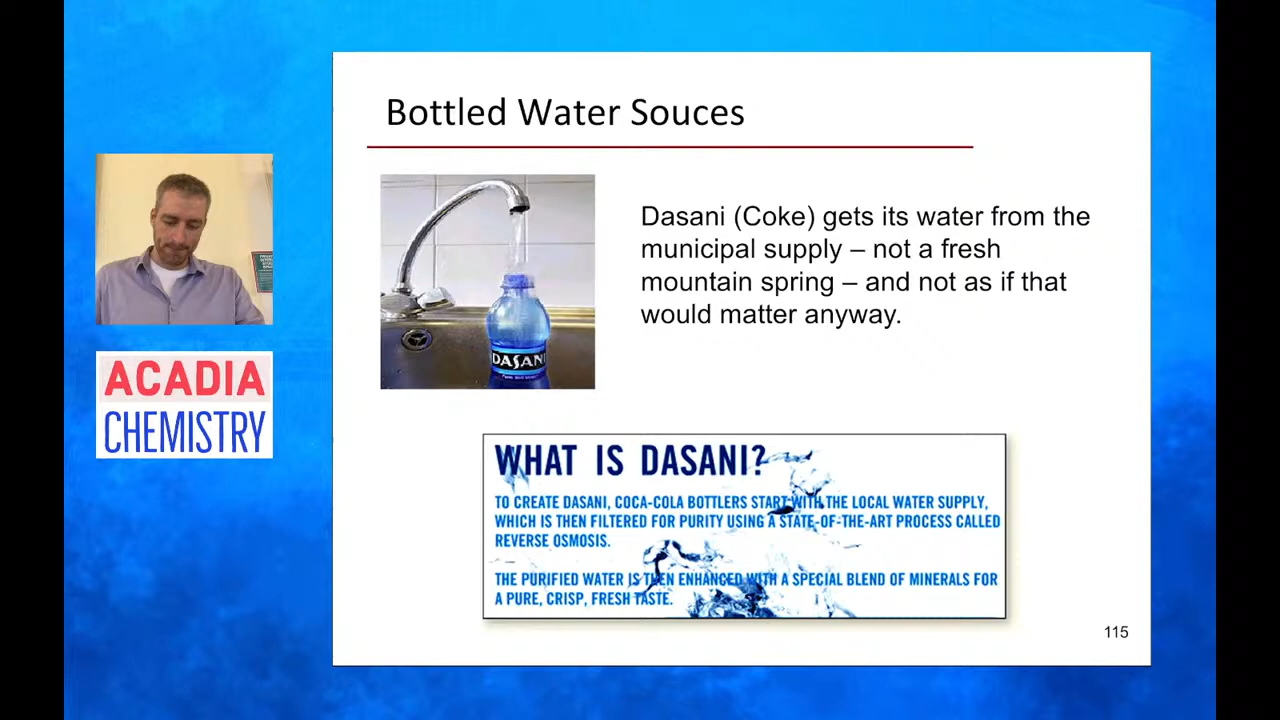 Bottled Water Souces
Dasani (Coke) gets its water from the
municipal supply – not a fresh
mountain spring – and not as if that
would matter anyway.
DASANI
ACADIA
CHEMISTRY
WHAT IS DASANI?
TO CREATE DASANI, COCA-COLA BOTTLERS START WITH THE LOCAL WATER SUPPLY,
WHICH IS THEN FILTERED FOR PURITY USING A STATE-OF-THE-ART PROCESS CALLED
REVERSE OSMOSIS.
THE PURIFIED WATER IS THEN ENHANCED WITH A SPECIAL BLEND OF MINERALS FOR
A PURE, CRISP, FRESH TASTE.
115